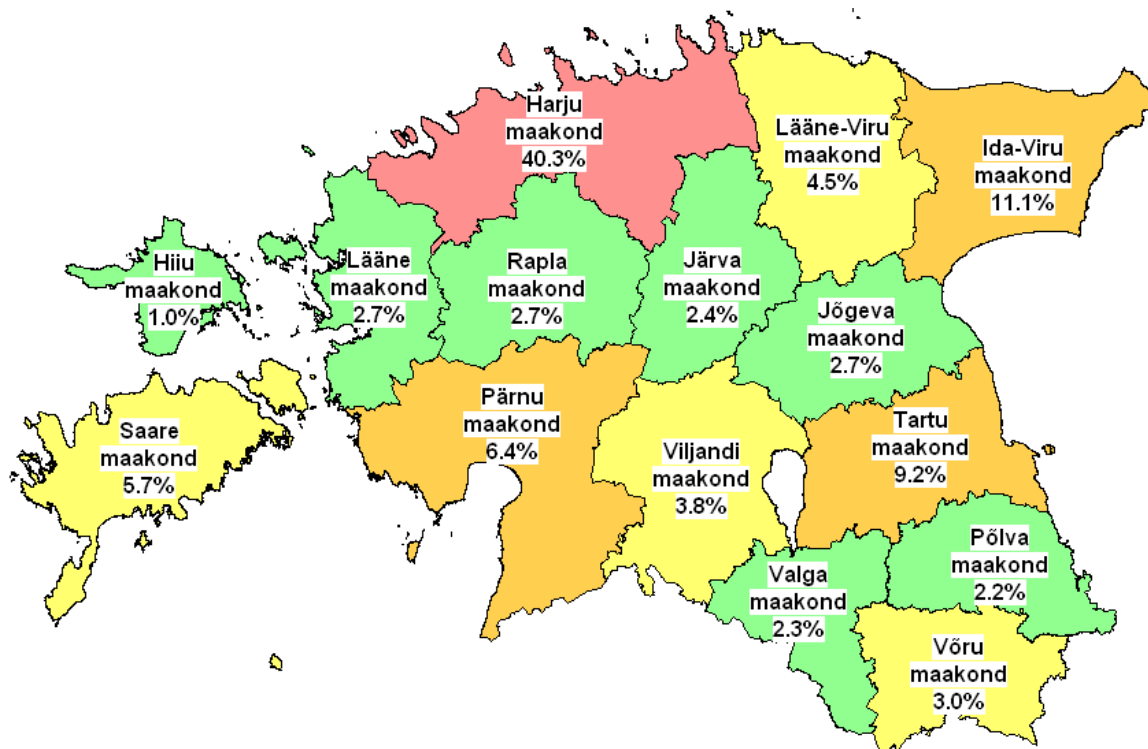 Harju
maakond
40.3%
Lääne-Viru
maakond
4.5%
Ida-Viru
maakond
11.1%
Hiiu
maakond
1.0%
Lääne
maakond
2.7%
Rapla
maakond
2.7%
Järva
maakond
2.4%
Jõgeva
maakond
2.7%
Saare
maakond
5.7%
Pärnu
maakond
6.4%
Viljandi
maakond
3.8%
Tartu
maakond
9.2%
Valga
maakond
2.3%
Põlva
maakond
2.2%
Võru
maakond
3.0%